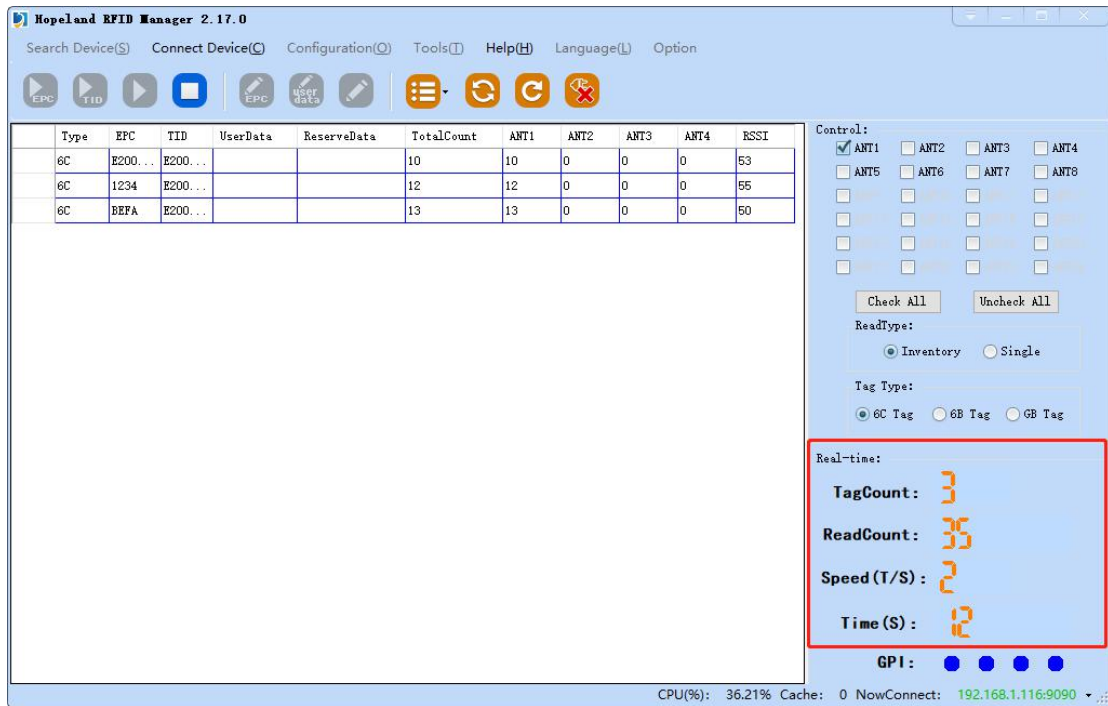 Hopeland RFID Manager 2.17.0
Search Device(S) Connect Device(C) Configuration(O) Tools(T) Help(H) Language(L) Option
EPC TID EPC user data
Type EPC TID UserData ReserveData TotalCount ANT1 ANT2 ANT3 ANT4 RSSI
6C E200... E200... 10 10 0 0 0 53
6C 1234 E200... 12 12 0 0 0 55
6C BEFA E200... 13 13 0 0 0 50
Control:
ANT1 ANT2 ANT3 ANT4
ANT5 ANT6 ANT7 ANT8
Check All Uncheck All
ReadType:
Inventory Single
Tag Type:
6C Tag 6B Tag GB Tag
Real-time:
TagCount: 3
ReadCount: 35
Speed(T/S): 2
Time(S): 12
GPI:
CPU(%): 36.21% Cache: 0 NowConnect: 192.168.1.116:9090